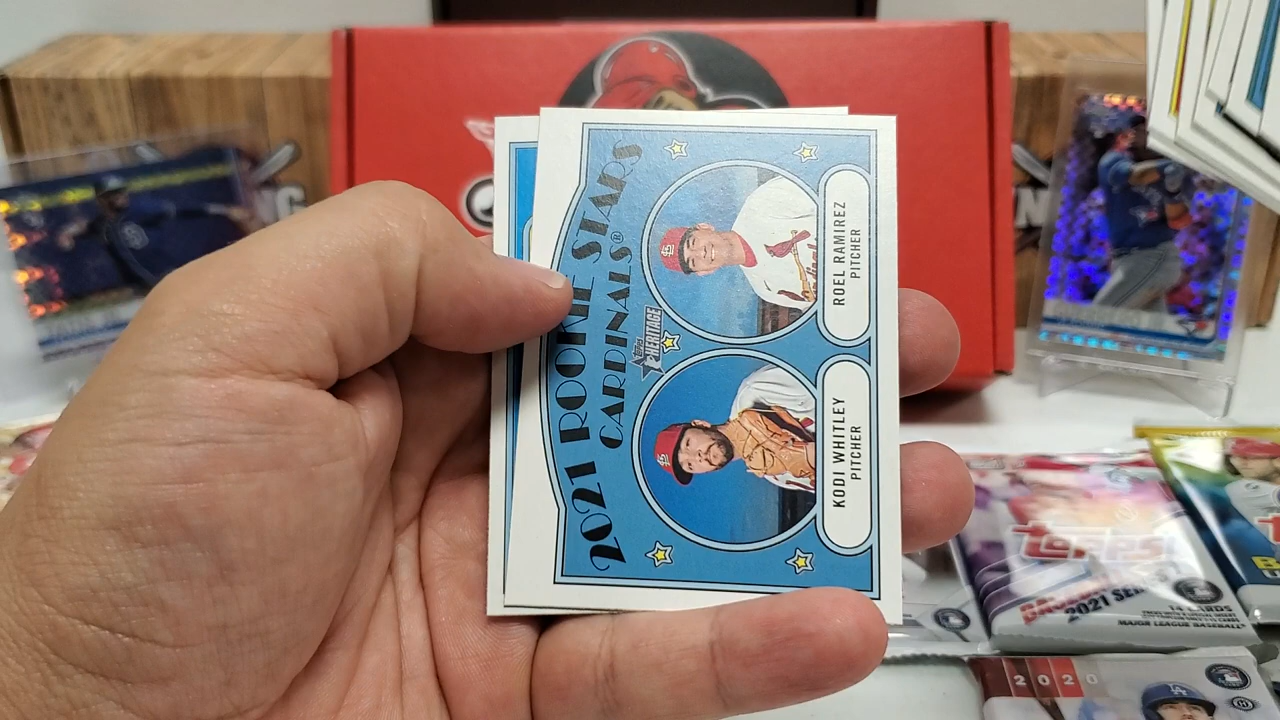 2021 ROOKIE STARS
CARDINALS®
TOPPS
HERITAGE
KODI WHITLEY
PITCHER
ROEL RAMIREZ
PITCHER
topps
2021
14 CARDS
MAJOR LEAGUE BASEBALL
2020